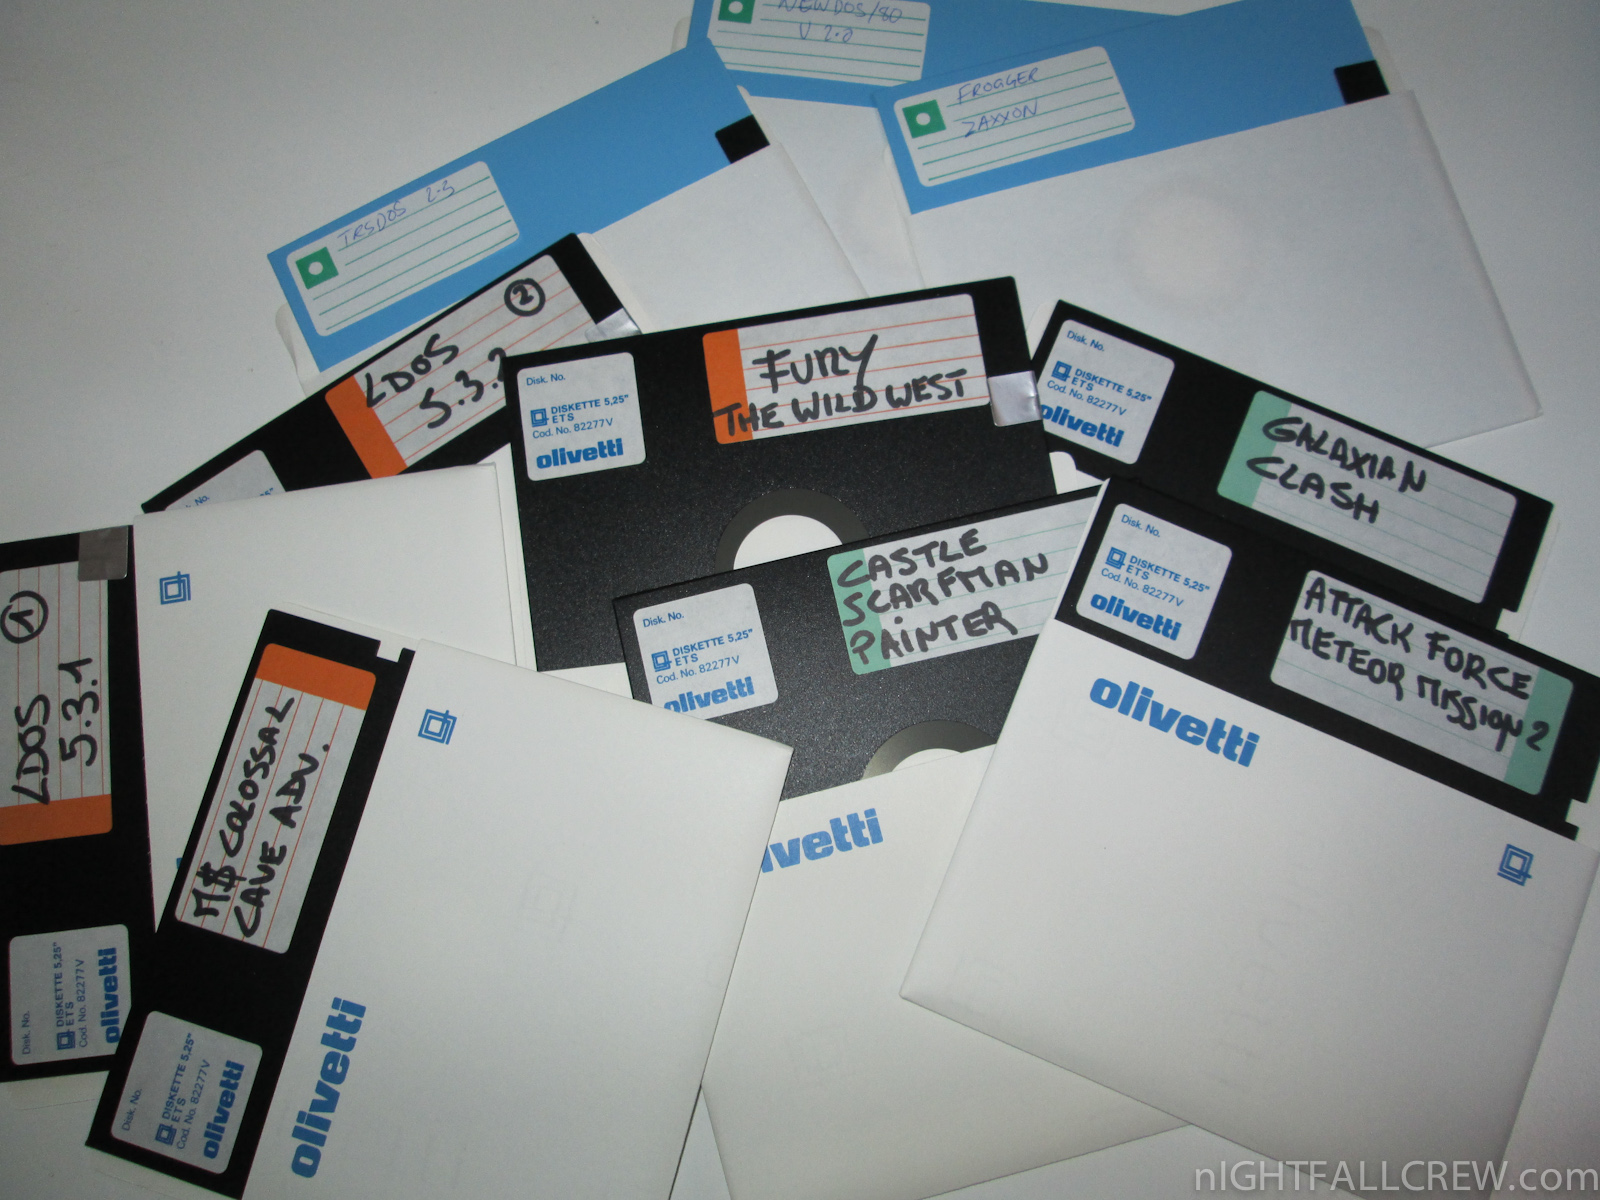 NEWDOS/80
V 2.0
FROGGER
ZAXXON
TRSDOS 2.3
2
LDOS
5.3.2
Disk. No.
DISKETTE 5,25"
ETS
Cod. No. 82277V
olivetti
FURY
THE WILD WEST
Disk. No.
DISKETTE 5,25"
ETS
Cod. No. 82277V
olivetti
GALAXIAN
CLASH
No.
Disk. No.
DISKETTE 5,25"
ETS
Cod. No. 82277V
olivetti
CASTLE
SCARFMAN
PAINTER
Disk. No.
DISKETTE 5,25"
ETS
Cod. No. 82277V
olivetti
ATTACK FORCE
METEOR MISSION 2
olivetti
1
LDOS
5.3.1
Disk. No.
DISKETTE 5,25"
ETS
Cod. No. 82277V
olivetti
M$ COLOSSAL
CAVE ADV.
Disk. No.
DISKETTE 5,25"
ETS
Cod. No. 82277V
olivetti
olivetti
ivetti
nIGHTFALLCREW.com